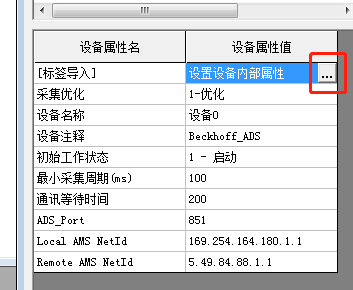 设备属性名 设备属性值
[标签导入] 设置设备内部属性 ...
采集优化 1-优化
设备名称 设备0
设备注释 Beckhoff_ADS
初始工作状态 1 - 启动
最小采集周期(ms) 100
通讯等待时间 200
ADS_Port 851
Local AMS NetId 169.254.164.180.1.1
Remote AMS NetId 5.49.84.88.1.1